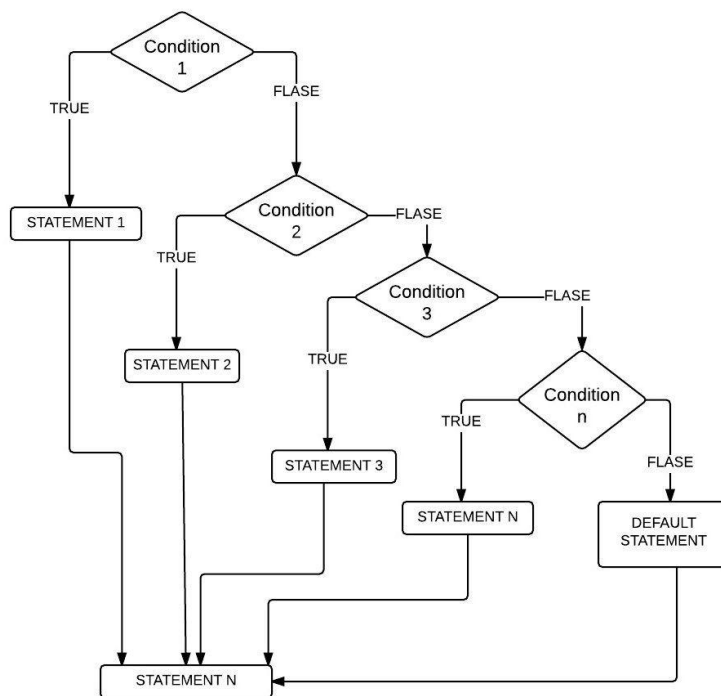 Condition
1
TRUE
FLASE
STATEMENT 1
Condition
2
TRUE
FLASE
STATEMENT 2
Condition
3
TRUE
FLASE
STATEMENT 3
Condition
n
TRUE
FLASE
STATEMENT N
DEFAULT
STATEMENT
STATEMENT N